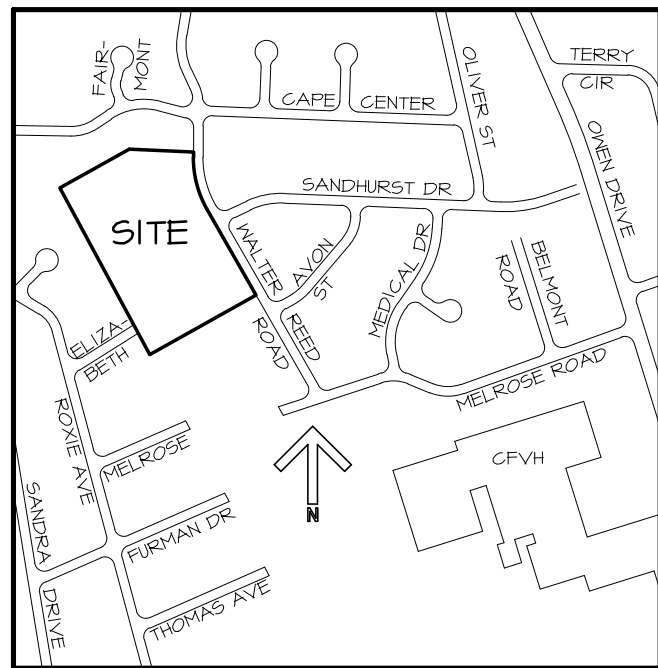 FAIR-
MONT
CAPE CENTER
OLIVER ST
TERRY
CIR
OWEN DRIVE
SANDHURST DR
SITE
WALTER
REED
ROAD
AVON
ST
MEDICAL DR
BELMONT
ROAD
ELIZA-
BETH
MELROSE ROAD
ROXIE AVE
MELROSE
CFVH
SANDRA
DRIVE
FURMAN DR
THOMAS AVE
N